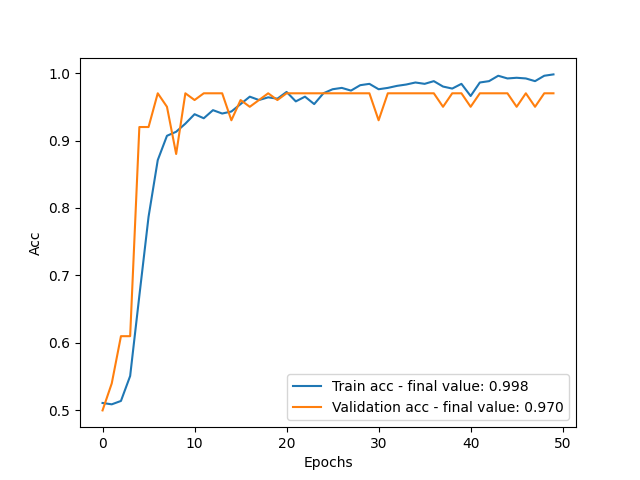 1.0
0.9
0.8
0.7
0.6
0.5
Acc
0 10 20 30 40 50
Epochs
Train acc - final value: 0.998
Validation acc - final value: 0.970